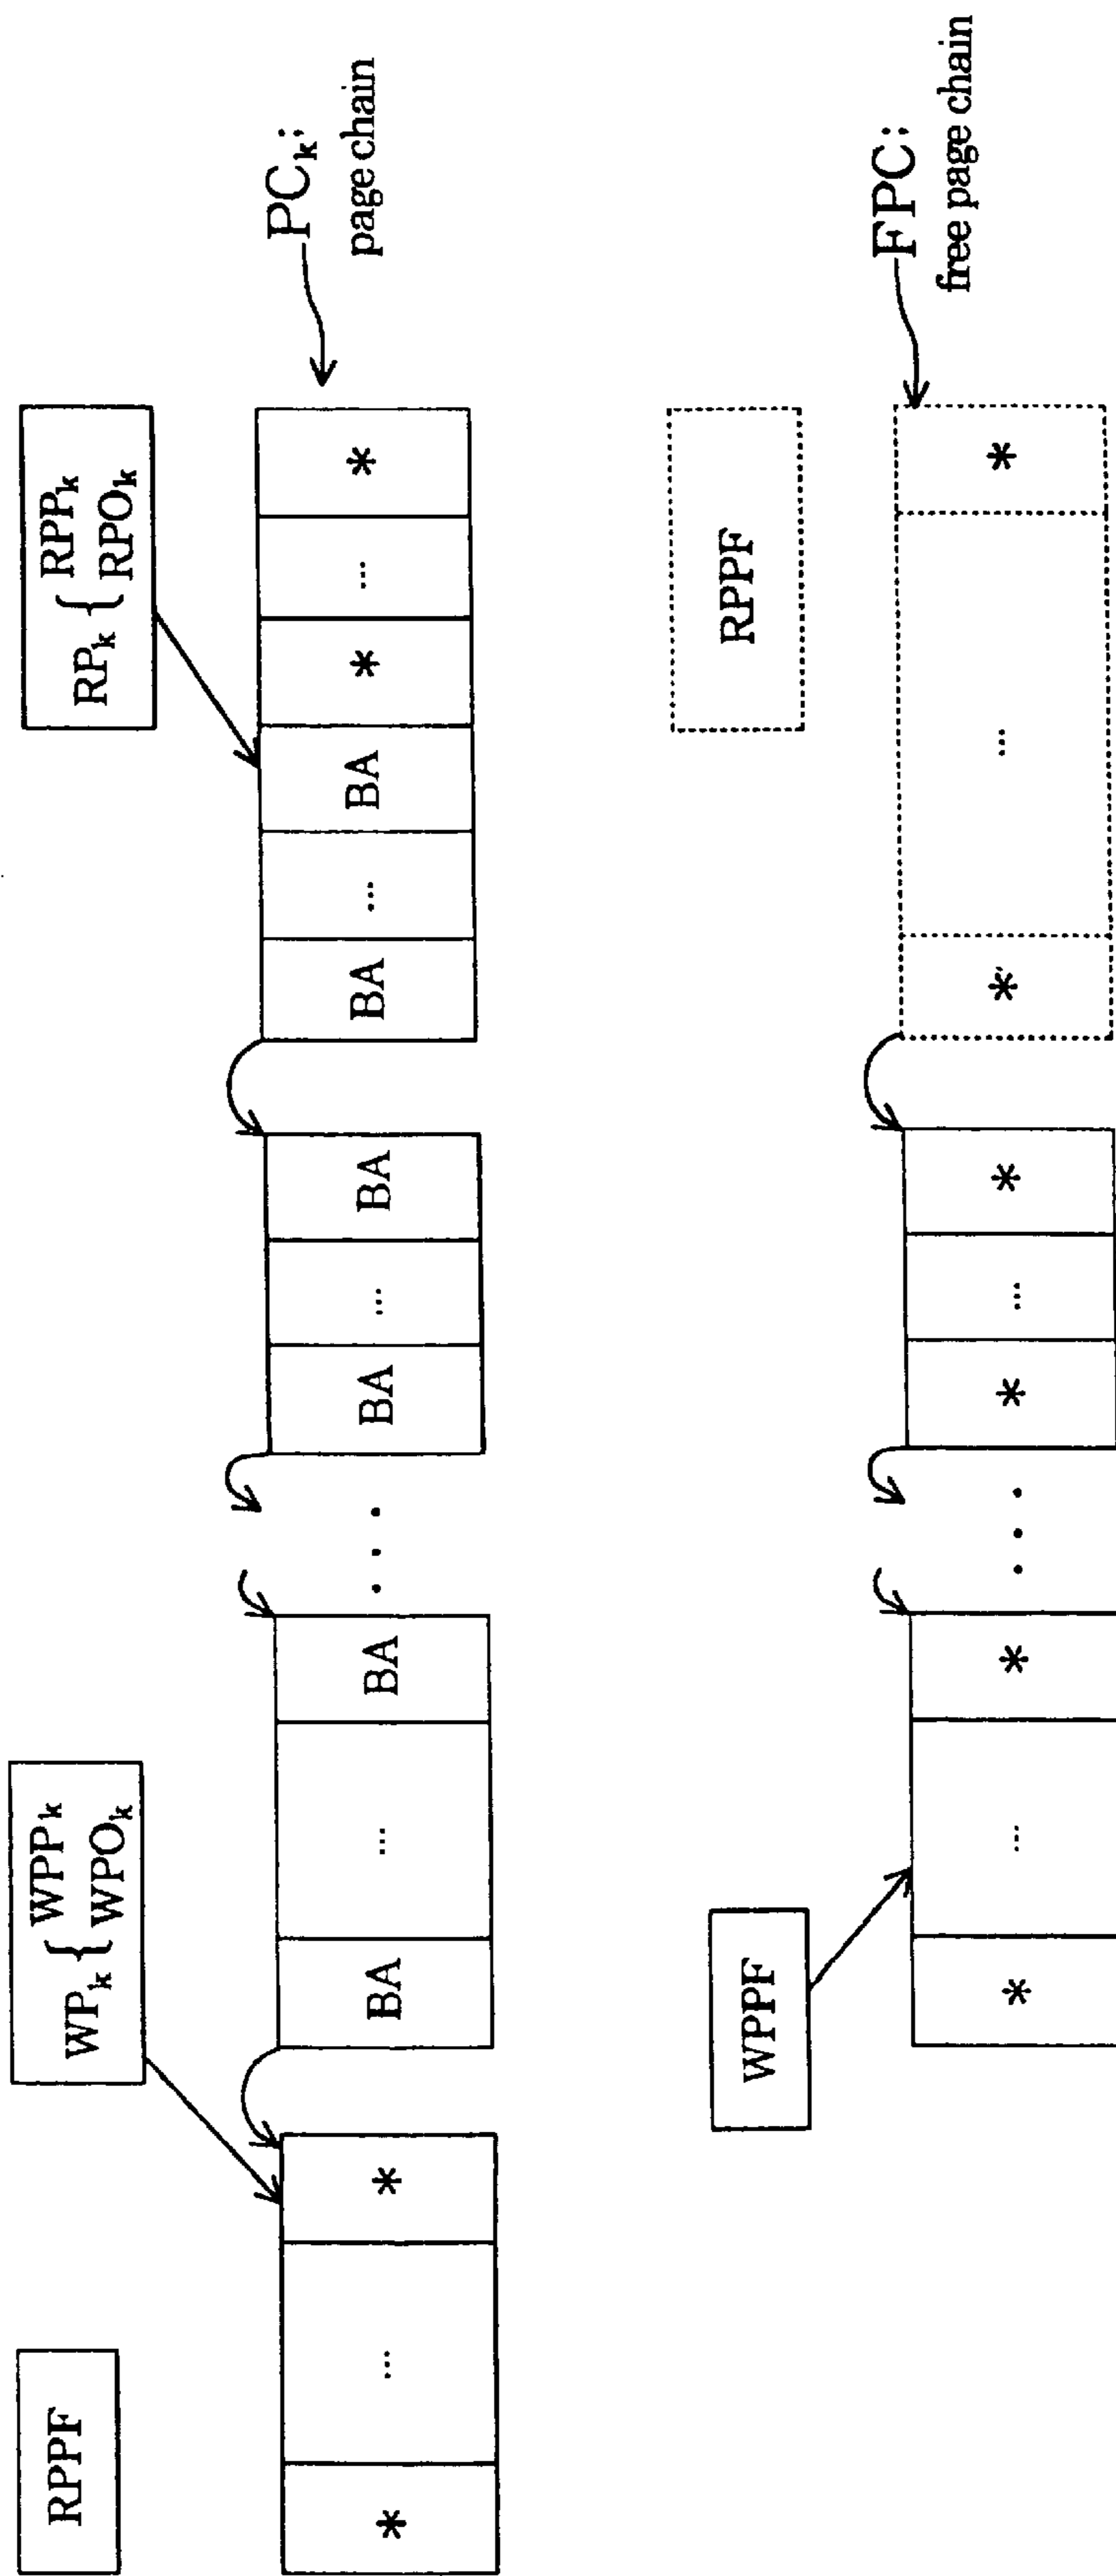 RPPF
WPₖ { WPPₖ
WPOₖ
RPₖ { RPPₖ
RPOₖ
* ... * BA ... BA . . . BA ... BA BA ... BA * ... *
PCₖ;
page chain
WPPF
RPPF
* ... * . . . * ... * * ... *
FPC:
free page chain